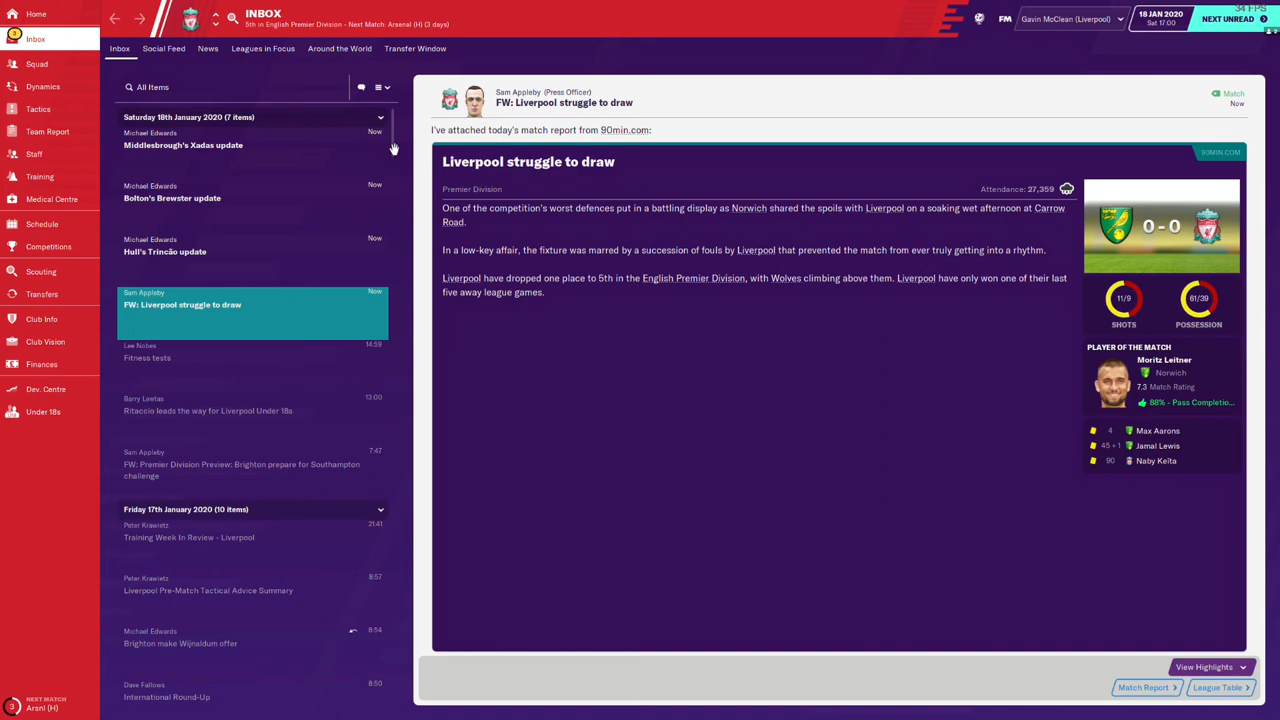 34 FPS
Home
INBOX
5th in English Premier Division - Next Match: Arsenal (H) (3 days)
FM
Gavin McClean (Liverpool)
18 JAN 2020
Sat 17.00
NEXT UNREAD
2
3
Inbox
Squad
Dynamics
Tactics
Team Report
Staff
Training
Medical Centre
Schedule
Competitions
Scouting
Transfers
Club Info
Club Vision
Finances
Dev. Centre
Under 18s
3
NEXT MATCH
Arsnl (H)
Inbox
Social Feed
News
Leagues in Focus
Around the World
Transfer Window
All Items
Saturday 18th January 2020 (7 items)
Michael Edwards
Now
Middlesbrough's Xadas update
Michael Edwards
Now
Bolton's Brewster update
Michael Edwards
Now
Hull's Trincão update
Sam Appleby
Now
FW: Liverpool struggle to draw
Lee Nobes
14:59
Fitness tests
Barry Lewtas
13:00
Ritaccio leads the way for Liverpool Under 18s
Sam Appleby
7:47
FW: Premier Division Preview: Brighton prepare for Southampton
challenge
Friday 17th January 2020 (10 items)
Peter Krawietz
21:41
Training Week In Review - Liverpool
Peter Krawietz
8:57
Liverpool Pre-Match Tactical Advice Summary
Michael Edwards
8:54
Brighton make Wijnaldum offer
Dave Fallows
8:50
International Round-Up
Sam Appleby (Press Officer)
FW: Liverpool struggle to draw
Match
Now
I've attached today's match report from 90min.com:
90MIN.COM
Liverpool struggle to draw
Premier Division
Attendance: 27,359
One of the competition's worst defences put in a battling display as Norwich shared the spoils with Liverpool on a soaking wet afternoon at Carrow
Road.
In a low-key affair, the fixture was marred by a succession of fouls by Liverpool that prevented the match from ever truly getting into a rhythm.
Liverpool have dropped one place to 5th in the English Premier Division, with Wolves climbing above them. Liverpool have only won one of their last
five away league games.
0 - 0
11/9
SHOTS
61/39
POSSESSION
PLAYER OF THE MATCH
Moritz Leitner
Norwich
7.3 Match Rating
88% - Pass Completio...
4 Max Aarons
45 + 1 Jamal Lewis
90 Naby Keïta
View Highlights
Match Report
League Table